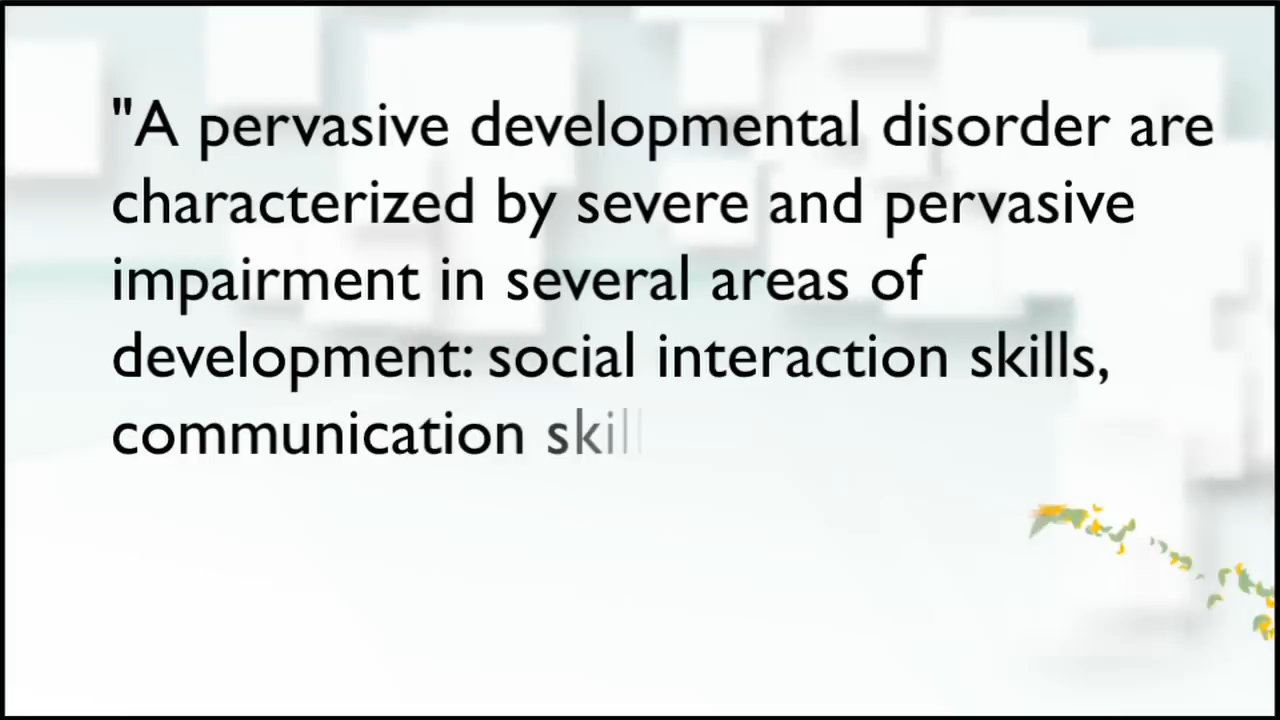 "A pervasive developmental disorder are
characterized by severe and pervasive
impairment in several areas of
development: social interaction skills,
communication skill